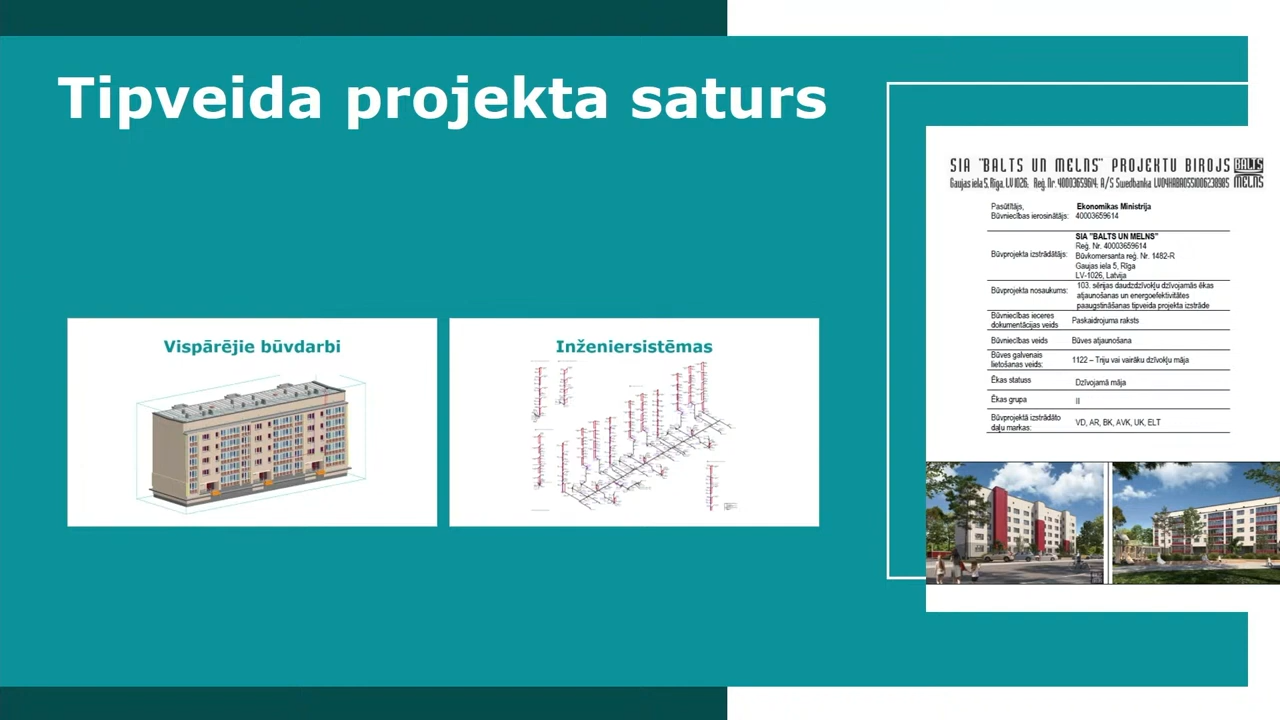 Tipveida projekta saturs
Vispārējie būvdarbi
Inženiersistēmas
SIA "BALTS UN MELNS" PROJEKTU BIROJS
BALTS
MELNS
Gaujas iela 5, Rīga, LV 1026; Reģ. Nr. 40003659614; A/S Swedbanka LV04HABA0551006238985
Pasūtītājs, Ekonomikas Ministrija
Būvniecības ierosinātājs: 40003659614
SIA "BALTS UN MELNS"
Reģ. Nr. 40003659614
Būvprojekta izstrādātājs: Būvkomersanta reģ. Nr. 1482-R
Gaujas iela 5, Rīga
LV-1026, Latvija
Būvprojekta nosaukums: 103. sērijas daudzdzīvokļu dzīvojamās ēkas
atjaunošanas un energoefektivitātes
paaugstināšanas tipveida projekta izstrāde
Būvniecības ieceres
dokumentācijas veids Paskaidrojuma raksts
Būvniecības veids Būves atjaunošana
Būves galvenais
lietošanas veids: 1122 – Triju vai vairāku dzīvokļu māja
Ēkas statuss Dzīvojamā māja
Ēkas grupa II
Būvprojektā izstrādāto
daļu markas: VD, AR, BK, AVK, UK, ELT